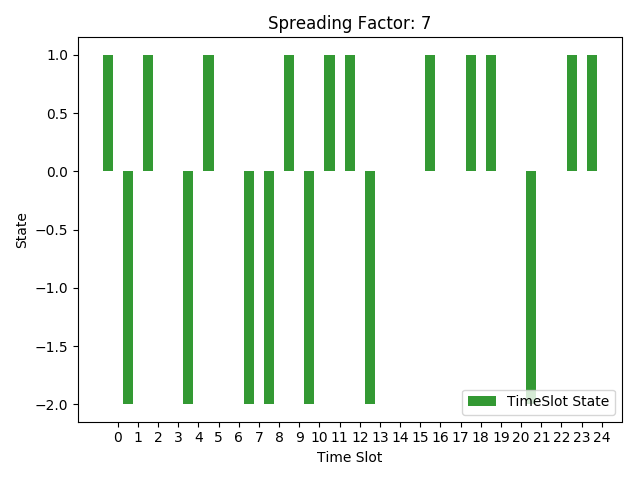 Spreading Factor: 7
1.0
0.5
0.0
−0.5
−1.0
−1.5
−2.0
State
TimeSlot State
0 1 2 3 4 5 6 7 8 9 10 11 12 13 14 15 16 17 18 19 20 21 22 23 24
Time Slot